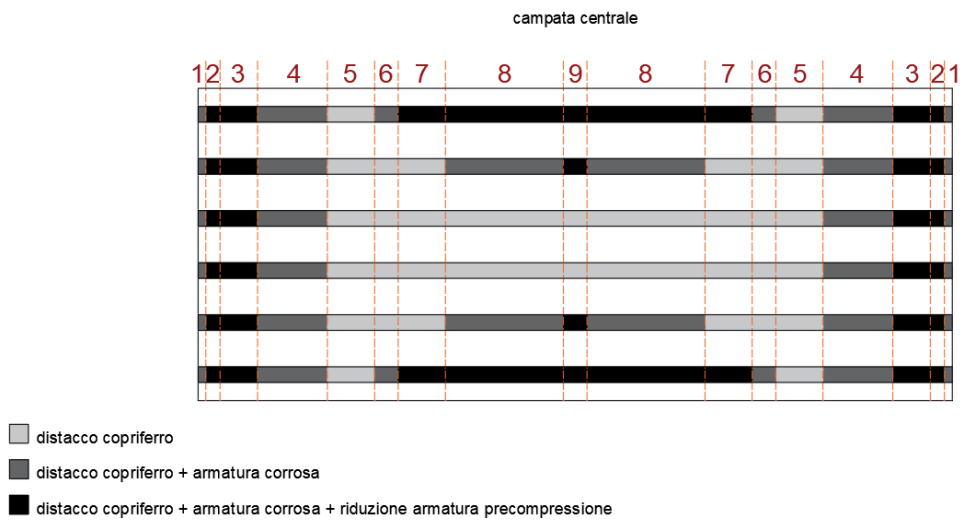 campata centrale
1 2 3 4 5 6 7 8 9 8 7 6 5 4 3 2 1
distacco copriferro
distacco copriferro + armatura corrosa
distacco copriferro + armatura corrosa + riduzione armatura precompressione